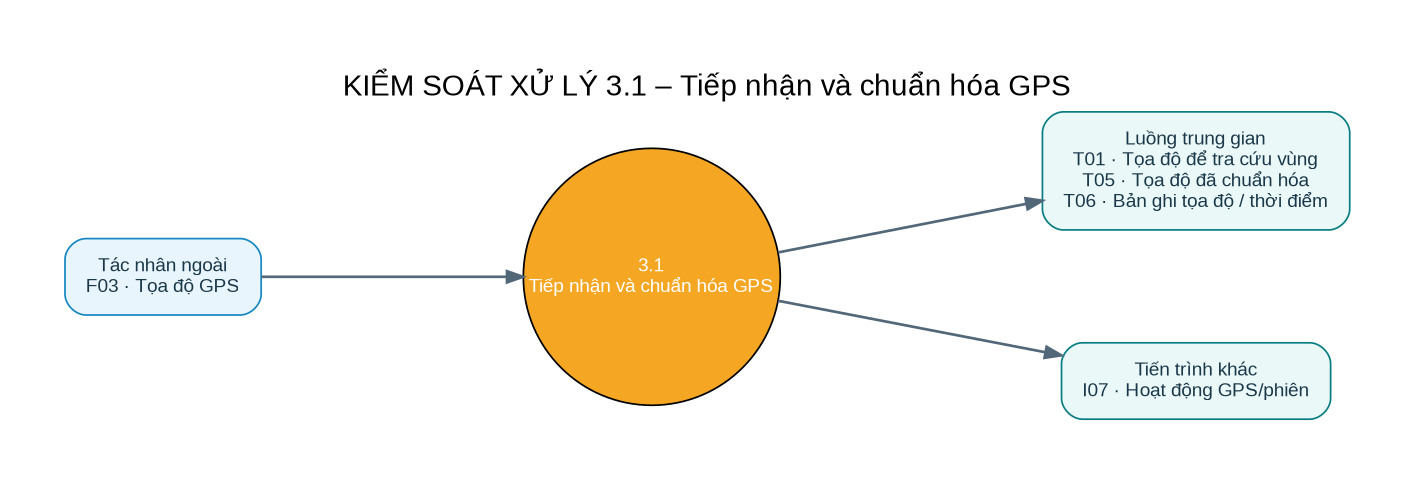 KIỂM SOÁT XỬ LÝ 3.1 – Tiếp nhận và chuẩn hóa GPS
Tác nhân ngoài
F03 · Tọa độ GPS
3.1
Tiếp nhận và chuẩn hóa GPS
Luồng trung gian
T01 · Tọa độ để tra cứu vùng
T05 · Tọa độ đã chuẩn hóa
T06 · Bản ghi tọa độ / thời điểm
Tiến trình khác
I07 · Hoạt động GPS/phiên